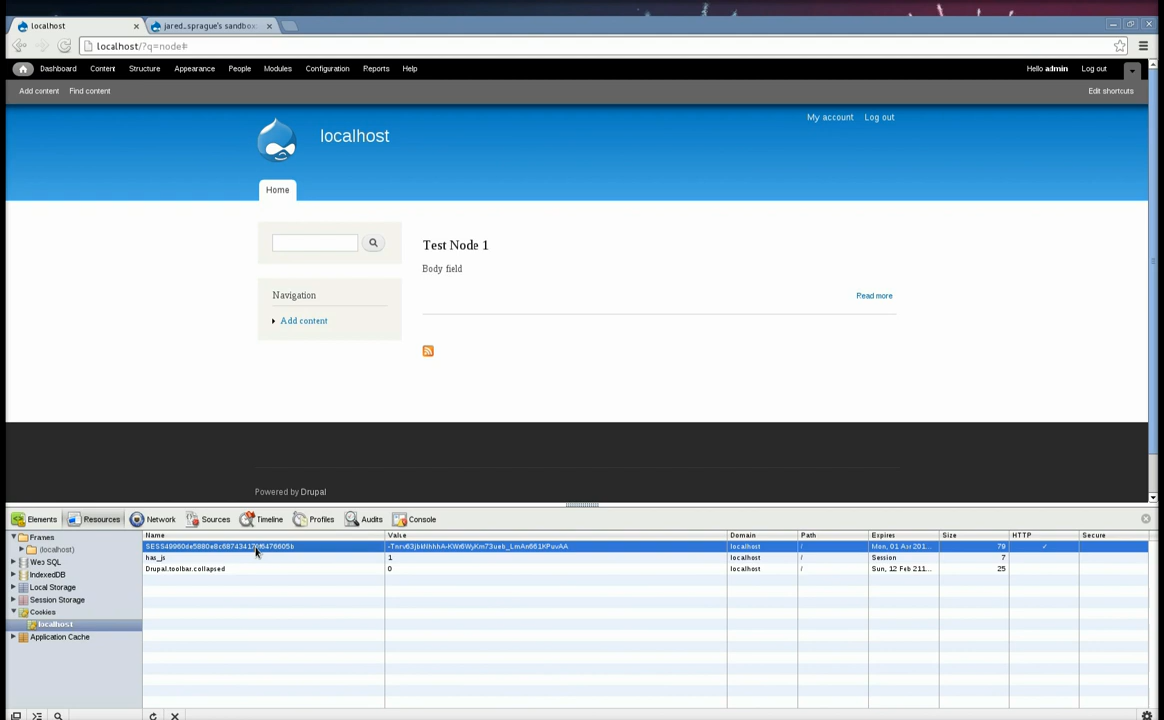 localhost
jared_sprague's sandbox
localhost/?q=node#
Dashboard Content Structure Appearance People Modules Configuration Reports Help Hello admin Log out
Add content Find content Edit shortcuts
My account Log out
localhost
Home
Test Node 1
Body field
Navigation
Read more
Add content
Powered by Drupal
Elements Resources Network Sources Timeline Profiles Audits Console
Frames
(localhost)
Web SQL
IndexedDB
Local Storage
Session Storage
Cookies
localhost
Application Cache
Name Value Domain Path Expires Size HTTP Secure
localhost / 79 ✓
has_js 1 localhost / Session 7
Drupal.toolbar.collapsed 0 localhost / Sun, 12 Feb 211... 25